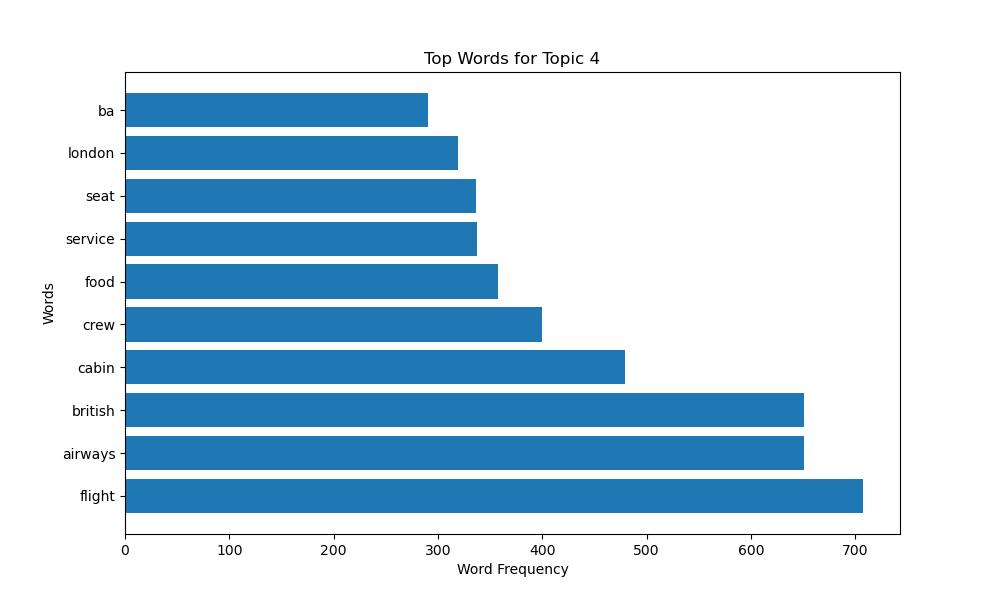 Top Words for Topic 4
ba
london
seat
service
food
crew
cabin
british
airways
flight
Words
0 100 200 300 400 500 600 700
Word Frequency